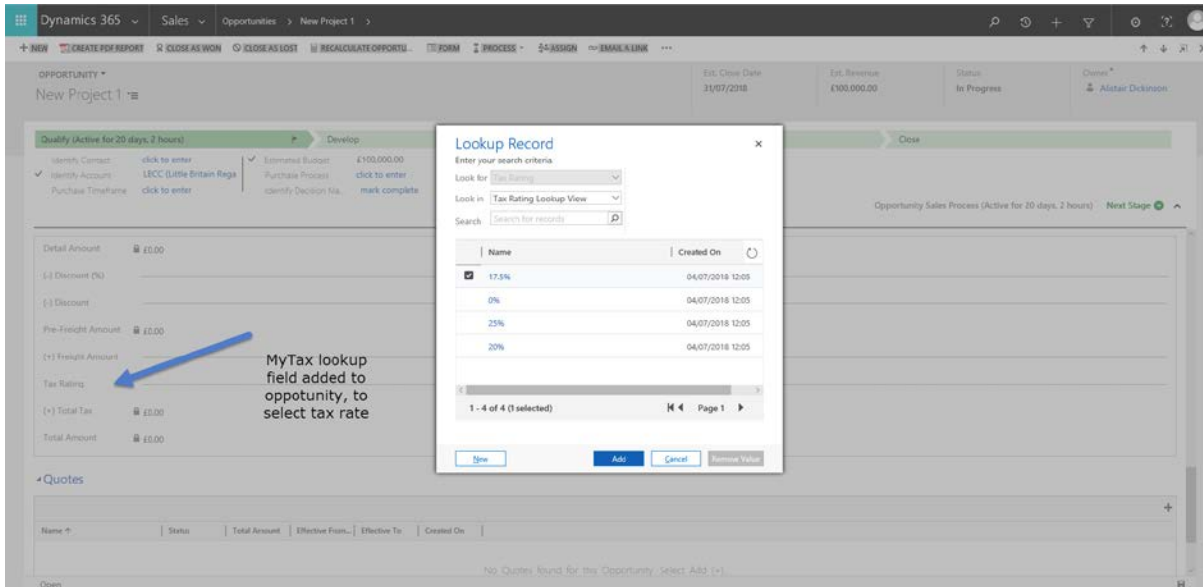 Dynamics 365 Sales Opportunities > New Project 1 >
+ NEW CREATE PDF REPORT CLOSE AS WON CLOSE AS LOST RECALCULATE OPPORTU... FORM PROCESS ASSIGN EMAIL A LINK ...
OPPORTUNITY
New Project 1
Est. Close Date
31/07/2018
Est. Revenue
£100,000.00
Status
In Progress
Owner*
Alistair Dickinson
Qualify (Active for 20 days, 2 hours) Develop Close
Identify Contact click to enter
Identify Account LECC (Little Britain Rega
Purchase Timeframe click to enter
Estimated Budget £100,000.00
Purchase Process click to enter
Identify Decision Ma... mark complete
Opportunity Sales Process (Active for 20 days, 2 hours) Next Stage
Detail Amount £0.00
(-) Discount (%)
(-) Discount
Pre-Freight Amount £0.00
(+) Freight Amount
Tax Rating
(+) Total Tax £0.00
Total Amount £0.00
MyTax lookup
field added to
oppotunity, to
select tax rate
Lookup Record
Enter your search criteria.
Look for Tax Rating
Look in Tax Rating Lookup View
Search Search for records
Name Created On
17.5% 04/07/2018 12:05
0% 04/07/2018 12:05
25% 04/07/2018 12:05
20% 04/07/2018 12:05
1 - 4 of 4 (1 selected) Page 1
New Add Cancel Remove Value
Quotes
Name Status Total Amount Effective From... Effective To Created On
No Quotes found for this Opportunity. Select Add (+).
Open